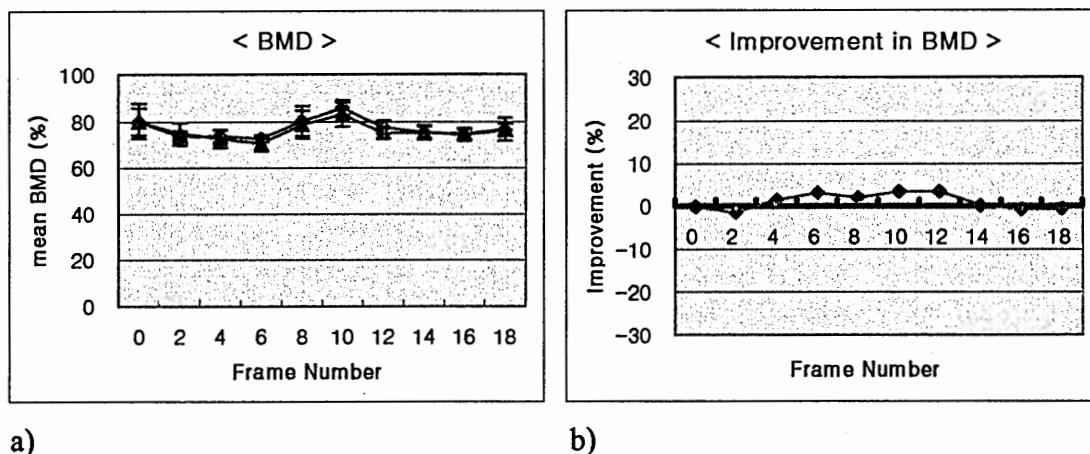 < BMD >
100
80
60
40
20
0
mean BMD (%)
0 2 4 6 8 10 12 14 16 18
Frame Number
a)
< Improvement in BMD >
30
20
10
0
-10
-20
-30
Improvement (%)
0 2 4 6 8 10 12 14 16 18
Frame Number
b)